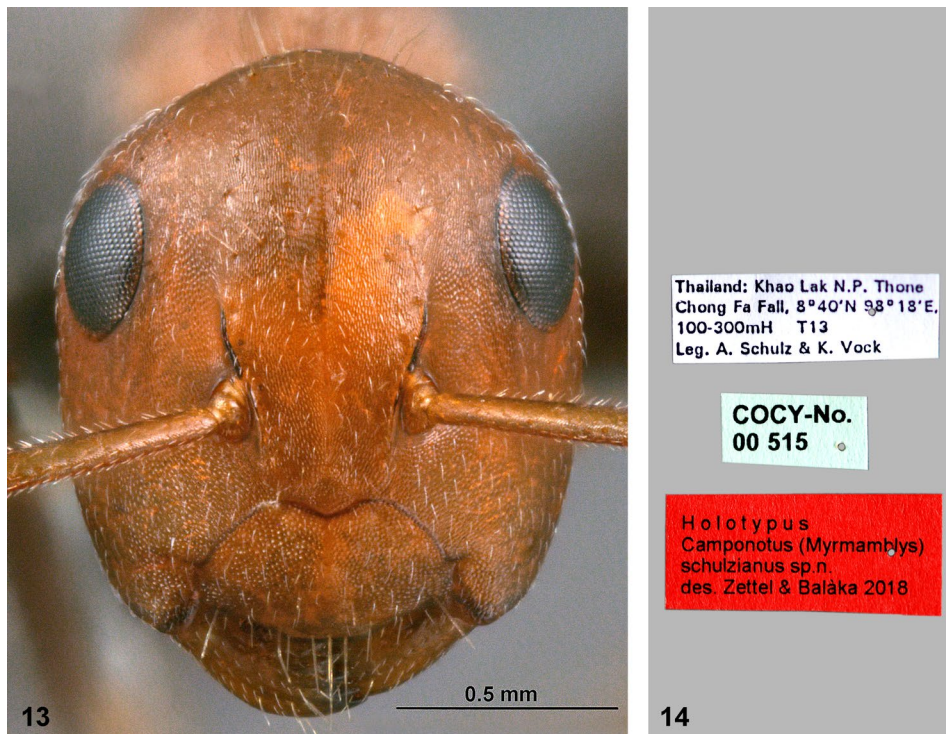 0.5 mm
13
Thailand: Khao Lak N.P. Thone
Chong Fa Fall, 8°40'N 98°18'E,
100-300mH T13
Leg. A. Schulz & K. Vock
COCY-No.
00 515
Holotypus
Camponotus (Myrmamblys)
schulzianus sp.n.
des. Zettel & Balàka 2018
14